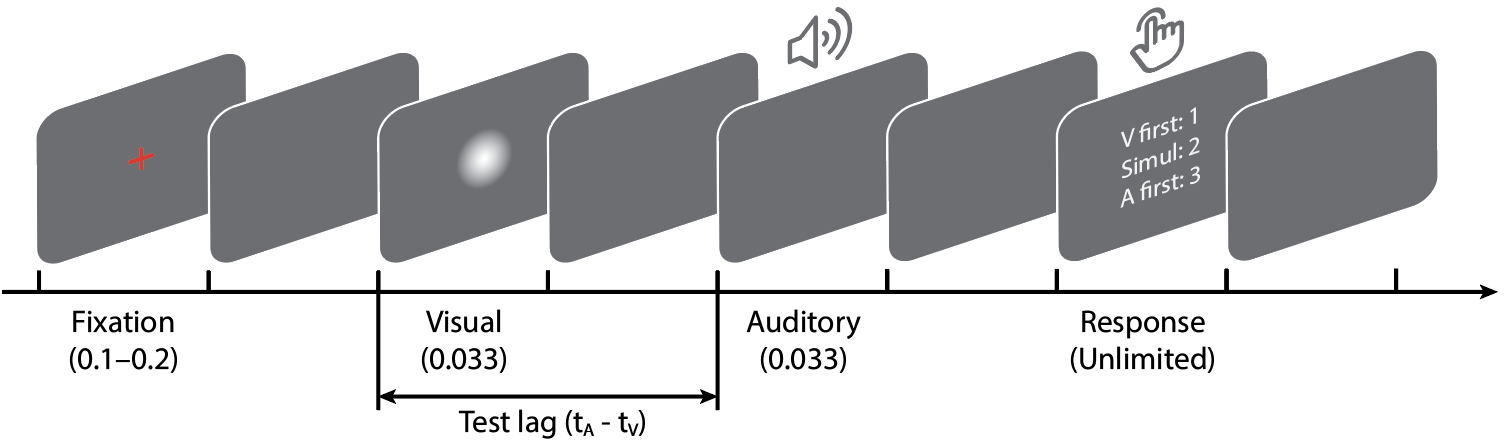 V first: 1
Simul: 2
A first: 3
Fixation
(0.1–0.2)
Visual
(0.033)
Auditory
(0.033)
Response
(Unlimited)
Test lag (tA - tV)